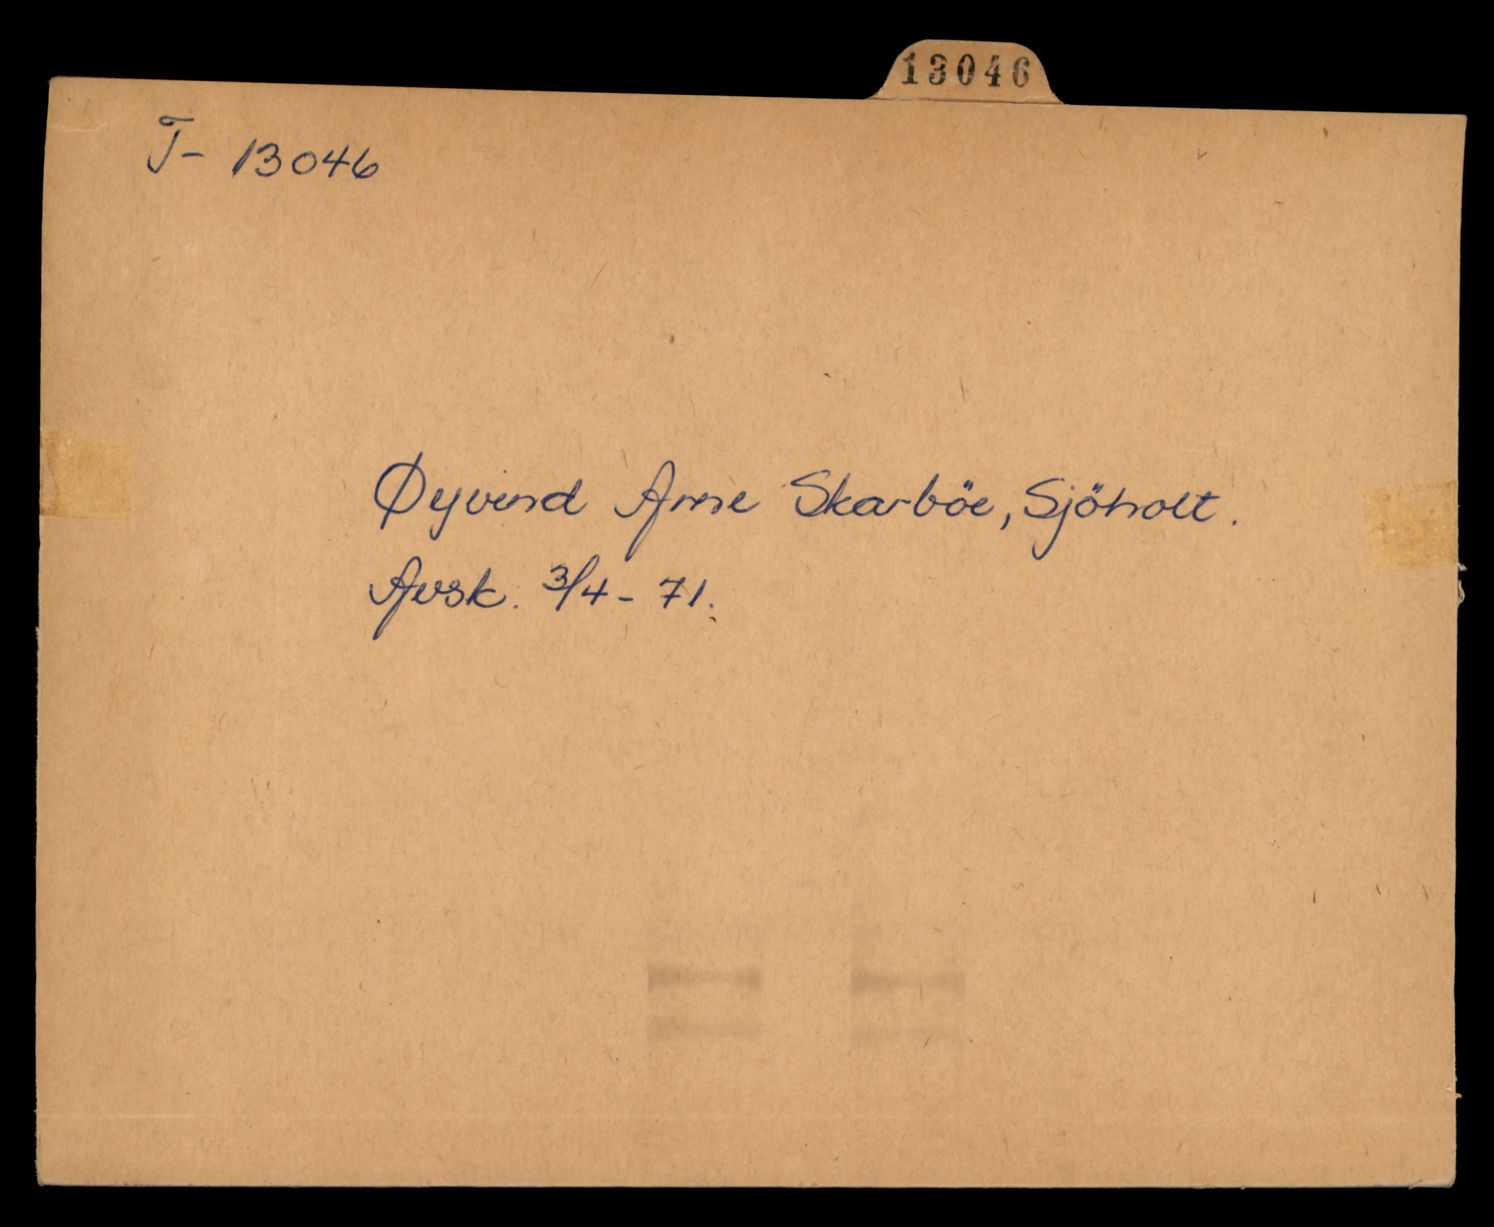 13046
T- 13046
Øyvind Arne Skarböe, Sjöholt.
Avsk. 3/4 - 71.